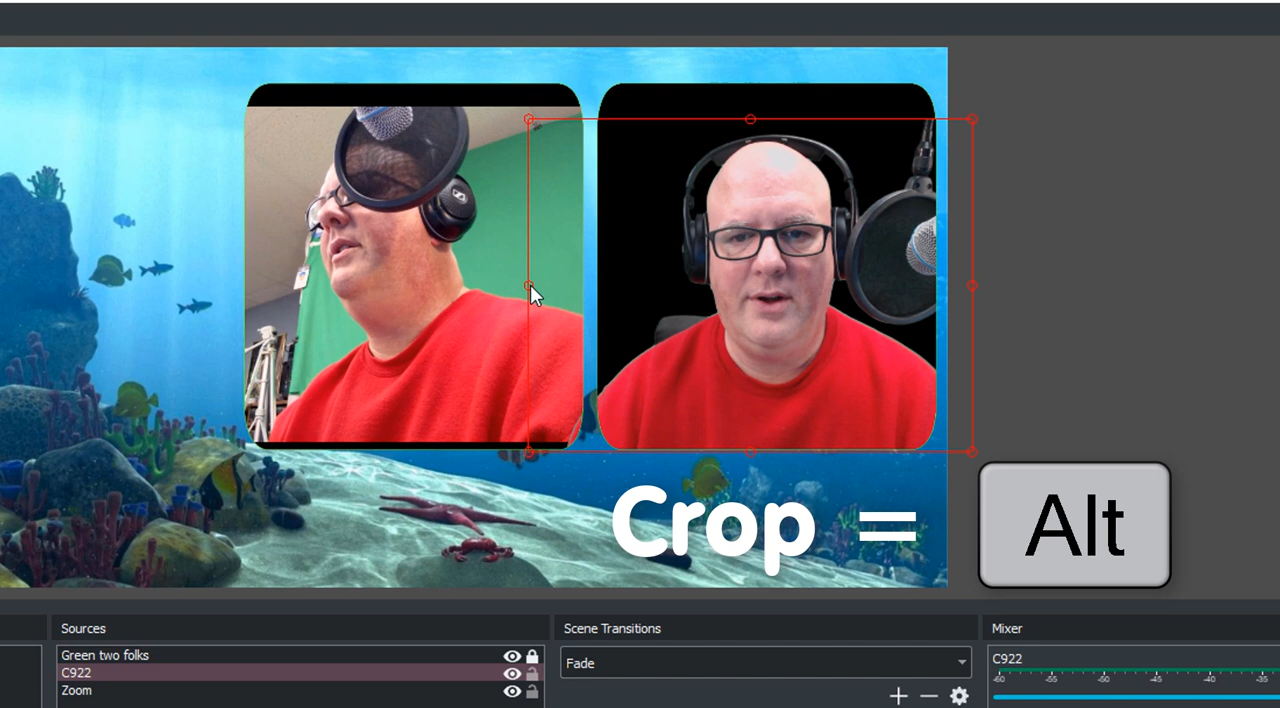 Crop =
Alt
Sources
Scene Transitions
Mixer
Green two folks
C922
Zoom
Fade
C922
-60 -55 -50 -45 -40 -35